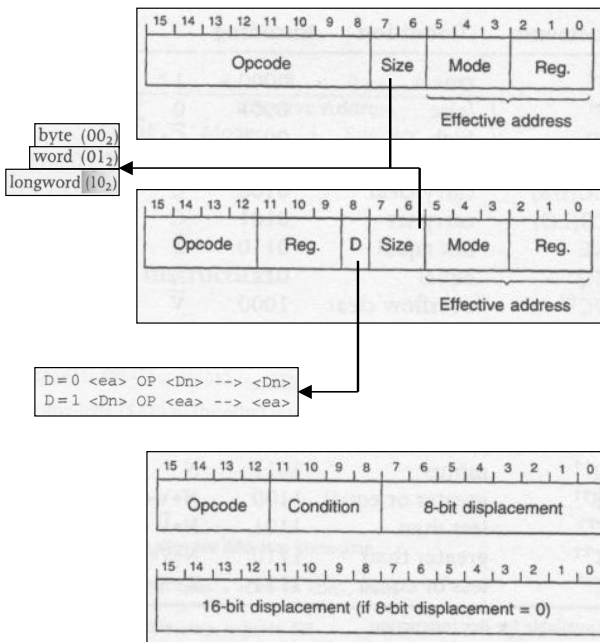 15 14 13 12 11 10 9 8 7 6 5 4 3 2 1 0
Opcode Size Mode Reg.
Effective address
byte (00₂)
word (01₂)
longword (10₂)
15 14 13 12 11 10 9 8 7 6 5 4 3 2 1 0
Opcode Reg. D Size Mode Reg.
Effective address
D=0 <ea> OP <Dn> --> <Dn>
D=1 <Dn> OP <ea> --> <ea>
15 14 13 12 11 10 9 8 7 6 5 4 3 2 1 0
Opcode Condition 8-bit displacement
15 14 13 12 11 10 9 8 7 6 5 4 3 2 1 0
16-bit displacement (if 8-bit displacement = 0)